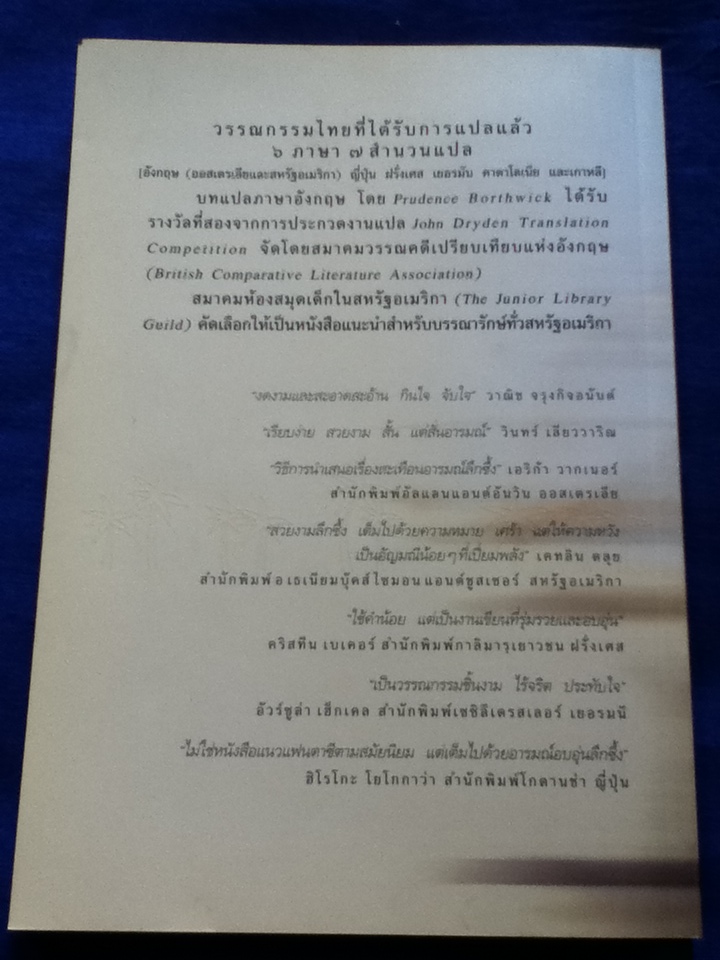 วรรณกรรมไทยที่ได้รับการแปลแล้ว
๖ ภาษา ๗ สำนวนแปล
[อังกฤษ (ออสเตรเลียและสหรัฐอเมริกา) ญี่ปุ่น ฝรั่งเศส เยอรมัน คาตาโลเนีย และเกาหลี]
บทแปลภาษาอังกฤษ โดย Prudence Borthwick ได้รับ
รางวัลที่สองจากการประกวดงานแปล John Dryden Translation
Competition จัดโดยสมาคมวรรณคดีเปรียบเทียบแห่งอังกฤษ
(British Comparative Literature Association)
สมาคมห้องสมุดเด็กในสหรัฐอเมริกา (The Junior Library
Guild) คัดเลือกให้เป็นหนังสือแนะนำสำหรับบรรณารักษ์ทั่วสหรัฐอเมริกา
"งดงามและสะอาดสะอ้าน กินใจ จับใจ" วาณิช จรุงกิจอนันต์
"เรียบง่าย สวยงาม สั้น แต่สั่นอารมณ์" วินทร์ เลียววาริณ
"วิธีการนำเสนอเรื่องสะเทือนอารมณ์ลึกซึ้ง" เอริก้า วากเนอร์
สำนักพิมพ์อัลแลนแอนด์อันวิน ออสเตรเลีย
"สวยงามลึกซึ้ง เต็มไปด้วยความหมาย เศร้า แต่ให้ความหวัง
เป็นอัญมณีน้อยๆ ที่เปี่ยมพลัง" เคทลิน ดลุย
สำนักพิมพ์อเธเนียมบุ๊คส์ไซมอนแอนด์ชูสเซอร์ สหรัฐอเมริกา
"ใช้คำน้อย แต่เป็นงานเขียนที่รุ่มรวยและอบอุ่น"
คริสทีน เบเคอร์ สำนักพิมพ์กาลิมารุเยาวชน ฝรั่งเศส
"เป็นวรรณกรรมชิ้นงาม ไร้จริต ประทับใจ"
อัวร์ซูล่า เฮ็กเคล สำนักพิมพ์เซซิลีเดรสเลอร์ เยอรมนี
"ไม่ใช่หนังสือแนวแฟนตาซีตามสมัยนิยม แต่เต็มไปด้วยอารมณ์อบอุ่นลึกซึ้ง"
ฮิโรโกะ โยโกกาว่า สำนักพิมพ์โกดานช่า ญี่ปุ่น